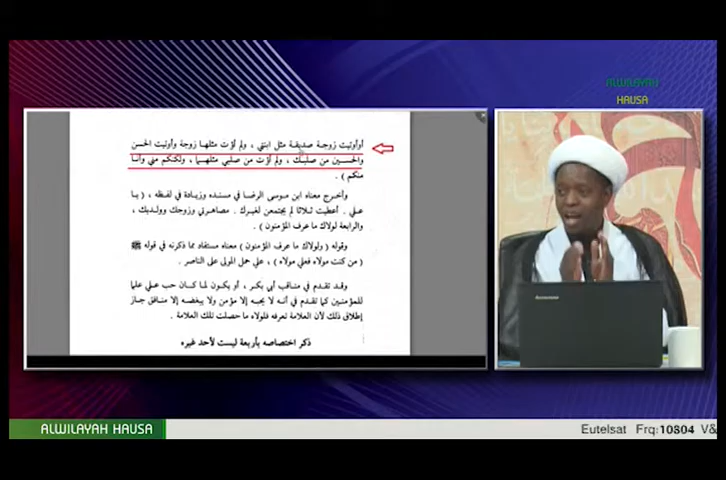 ALWILAYAH
HAUSA
أوأوتيت زوجة صديقة مثل ابنتي ، ولم أوت مثلها زوجة وأوتيت الحسن
والحسين من صلبك ، ولم أوت من صلبي مثلهما ، ولكنكم مني وأنا
منكم ) .
وأخرج معناه ابن موسى الرضا في مسنده وزيادة في لفظه ، ( يا
علي . أعطيت ثلاثا لم يجتمعن لغيرك . مصاهرتي وزوجك وولديك ،
والرابعة لولاك ما عرف المؤمنون ) .
وقوله ( ولولاك ما عرف المؤمنون ) معناه مستفاد مما ذكرته في قوله ﷺ
( من كنت مولاه فعلي مولاه ) ، على حمل المولى على الناصر .
وقد تقدم في مناقب أبي بكر ، أو يكون لما كان حب علي علما
للمؤمنين كما تقدم في أنه لا يحبه إلا مؤمن ولا يبغضه إلا منافق جاز
إطلاق ذلك لأن العلامة تعرفه فلولاه ما حصلت تلك العلامة .
ذكر اختصاصه بأربعة ليست لأحد غيره
lenovo
ALWILAYAH HAUSA
Eutelsat Frq:10804 V&